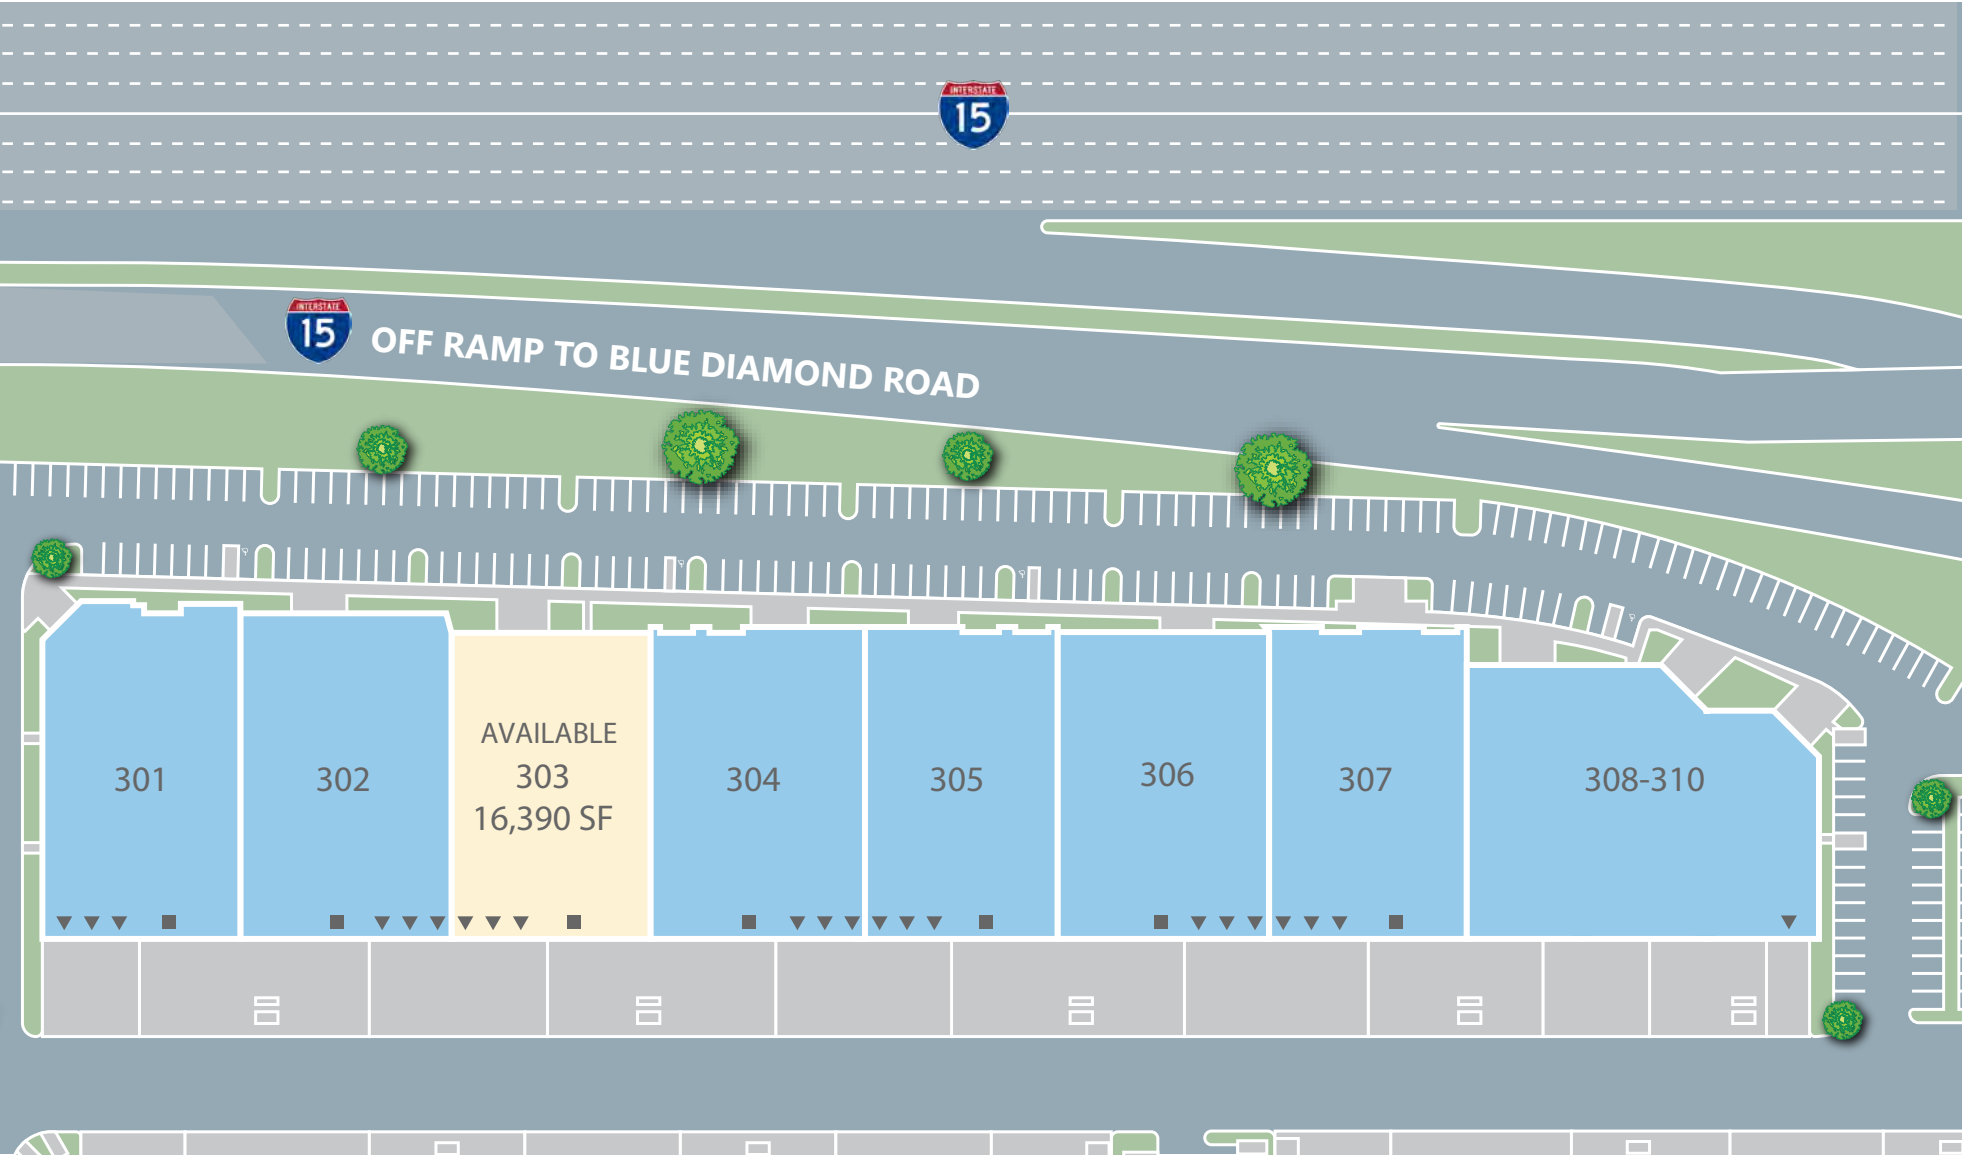 INTERSTATE
15
INTERSTATE
15
OFF RAMP TO BLUE DIAMOND ROAD
301
302
AVAILABLE
303
16,390 SF
304
305
306
307
308-310